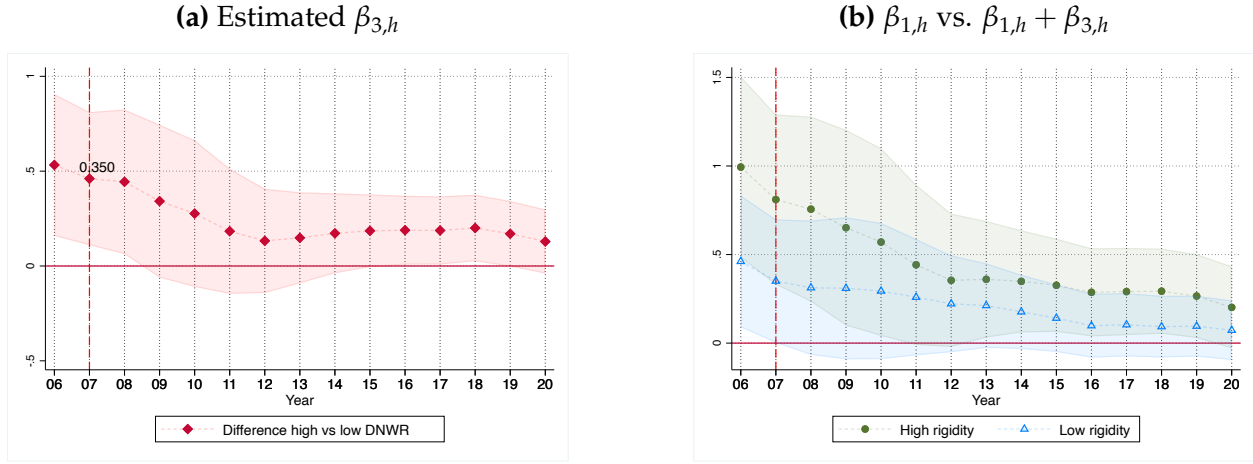 (a) Estimated β3,h
1
.5
0
-.5
0.350
06 07 08 09 10 11 12 13 14 15 16 17 18 19 20
Year
Difference high vs low DNWR
(b) β1,h vs. β1,h + β3,h
1.5
1
.5
0
06 07 08 09 10 11 12 13 14 15 16 17 18 19 20
Year
High rigidity Low rigidity